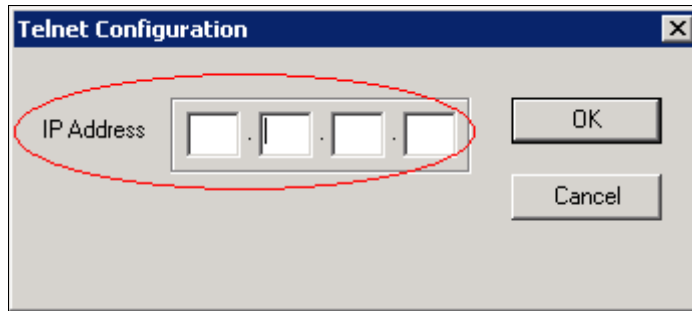 Telnet Configuration
IP Address . . .
OK
Cancel